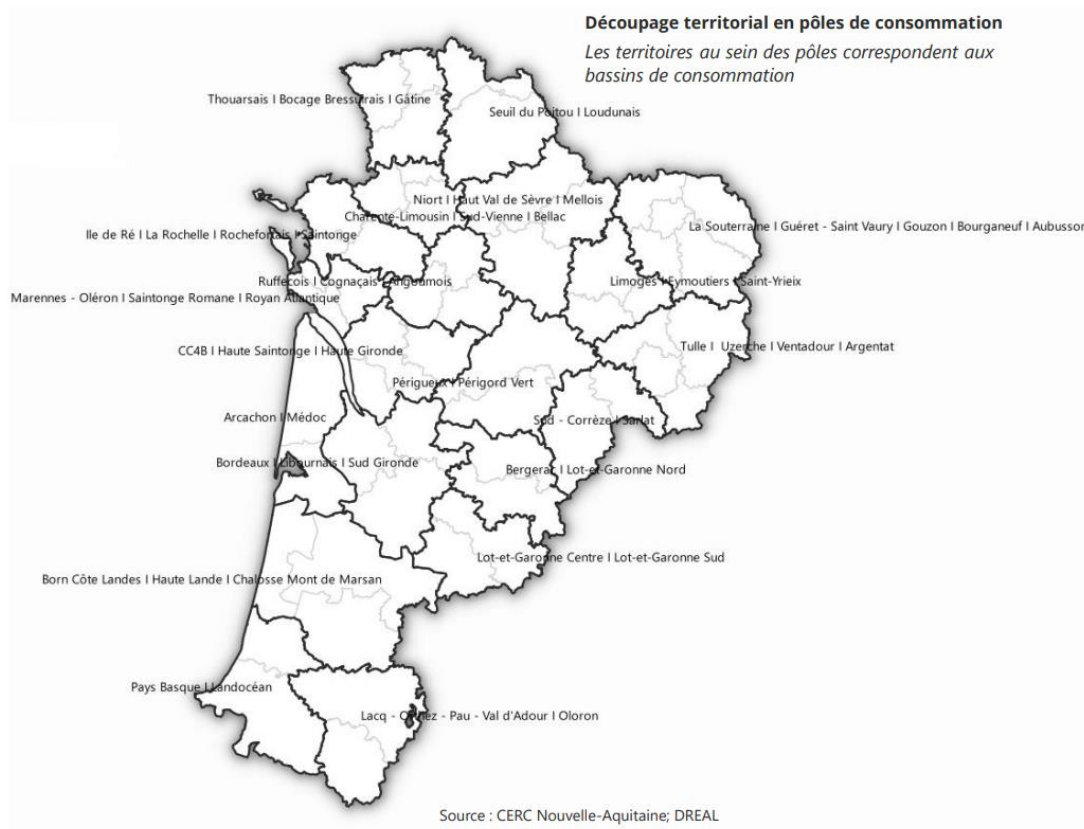 Découpage territorial en pôles de consommation
Les territoires au sein des pôles correspondent aux
bassins de consommation
Thouarsais I Bocage Bressuirais I Gâtine
Seuil du Poitou I Loudunais
Niort I Haut Val de Sèvre I Mellois
Charente-Limousin I Sud-Vienne I Bellac
Ile de Ré I La Rochelle I Rochefortais I Saintonge
La Souterraine I Guéret - Saint Vaury I Gouzon I Bourganeuf I Aubusson
Ruffecois I Cognaçais I Angoumois
Limoges I Eymoutiers I Saint-Yrieix
Marennes - Oléron I Saintonge Romane I Royan Atlantique
CC4B I Haute Saintonge I Haute Gironde
Tulle I Uzerche I Ventadour I Argentat
Périgueux I Périgord Vert
Arcachon I Médoc
Sud - Corrèze I Sarlat
Bordeaux I Libournais I Sud Gironde
Bergerac I Lot-et-Garonne Nord
Lot-et-Garonne Centre I Lot-et-Garonne Sud
Born Côte Landes I Haute Lande I Chalosse Mont de Marsan
Pays Basque I Landocéan
Lacq - Orthez - Pau - Val d'Adour I Oloron
Source : CERC Nouvelle-Aquitaine; DREAL